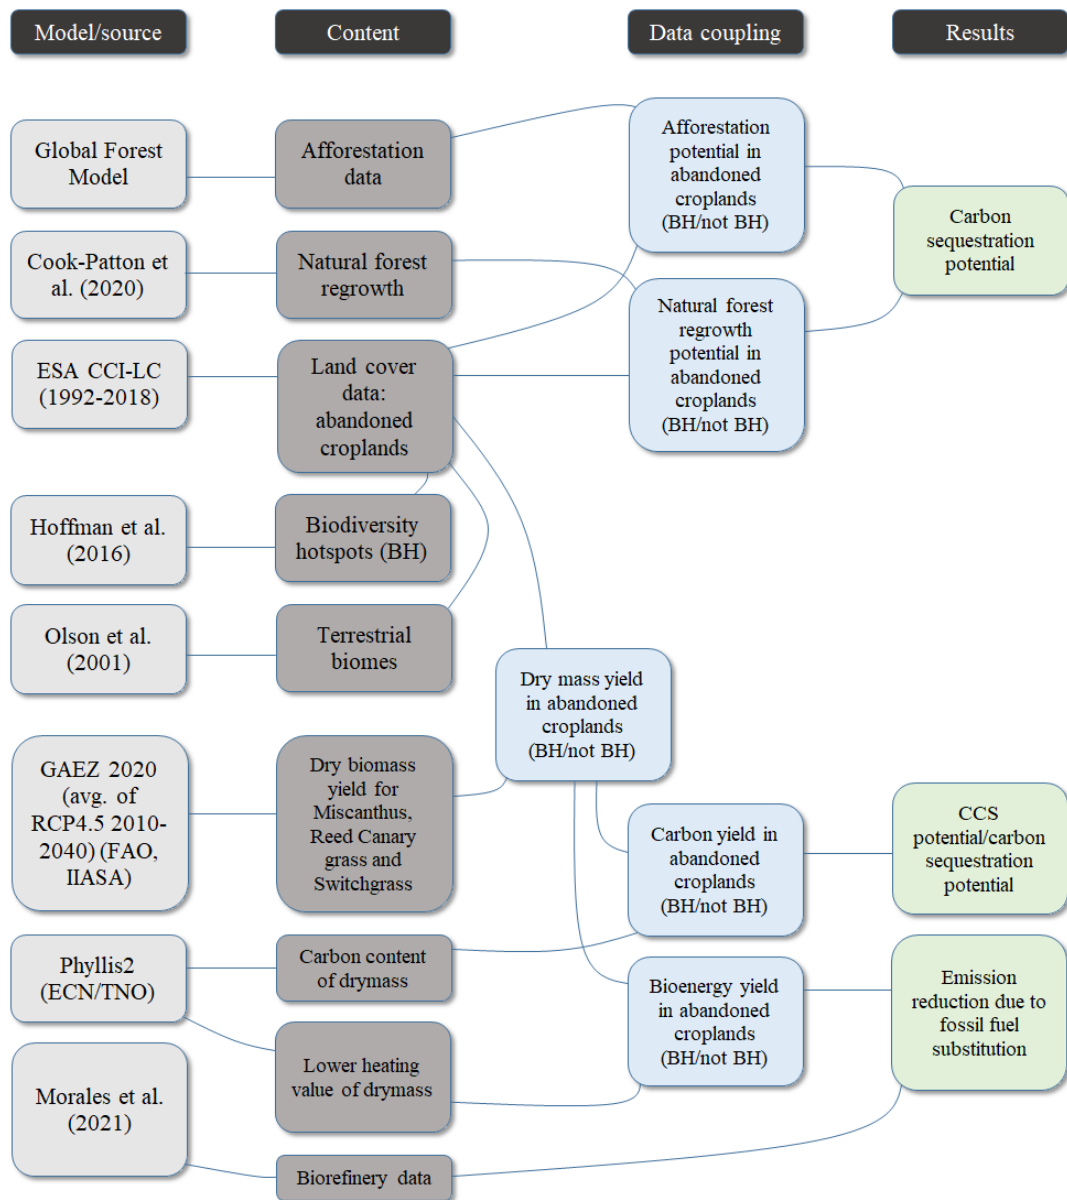 Model/source
Content
Data coupling
Results
Global Forest
Model
Afforestation
data
Afforestation
potential in
abandoned
croplands
(BH/not BH)
Carbon
sequestration
potential
Cook-Patton
et al. (2020)
Natural forest
regrowth
Natural forest
regrowth
potential in
abandoned
croplands
(BH/not BH)
ESA CCI-LC
(1992-2018)
Land cover
data:
abandoned
croplands
Hoffman et al.
(2016)
Biodiversity
hotspots (BH)
Olson et al.
(2001)
Terrestrial
biomes
Dry mass yield
in abandoned
croplands
(BH/not BH)
GAEZ 2020
(avg. of
RCP4.5 2010-
2040) (FAO,
IIASA)
Dry biomass
yield for
Miscanthus,
Reed Canary
grass and
Switchgrass
Carbon yield in
abandoned
croplands
(BH/not BH)
CCS
potential/carbon
sequestration
potential
Phyllis2
(ECN/TNO)
Carbon content
of drymass
Bioenergy yield
in abandoned
croplands
(BH/not BH)
Emission
reduction due to
fossil fuel
substitution
Lower heating
value of drymass
Morales et al.
(2021)
Biorefinery data